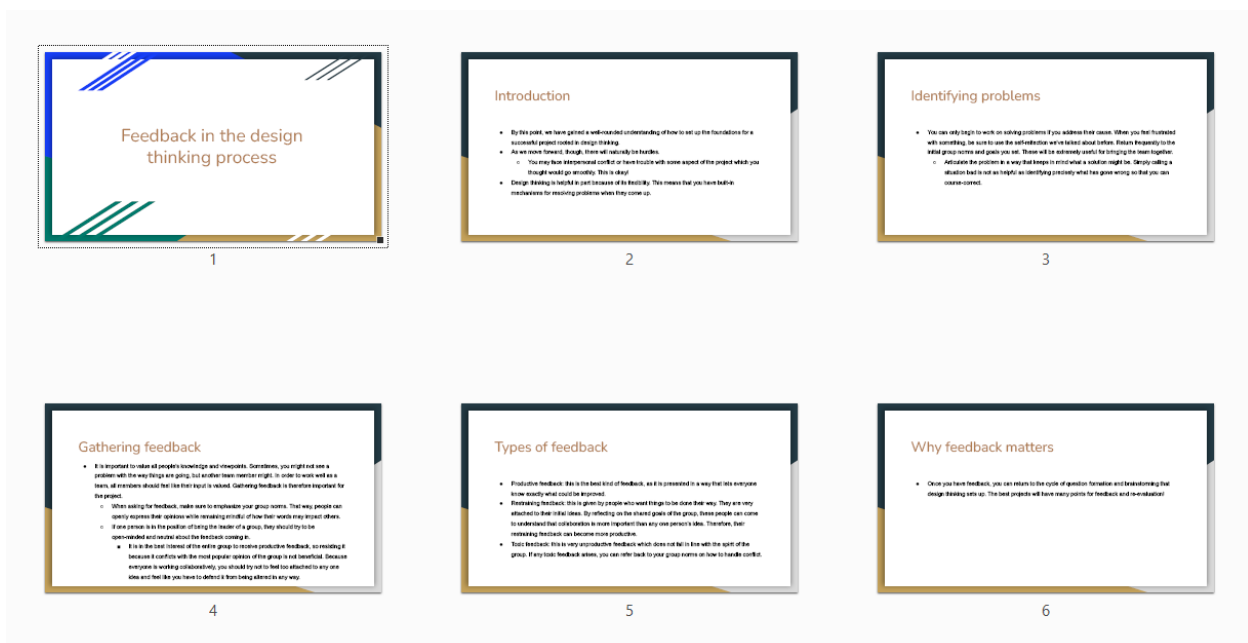 Feedback in the design
thinking process
1
Introduction
● By this point, we have gained a well-rounded understanding of how to set up the foundations for a
successful project rooted in design thinking.
● As we move forward, though, there will naturally be hurdles.
○ You may face interpersonal conflict or have trouble with some aspect of the project which you
thought would go smoothly. This is okay!
● Design thinking is helpful in part because of its flexibility. This means that you have built-in
mechanisms for resolving problems when they come up.
2
Identifying problems
● You can only begin to work on solving problems if you address their cause. When you feel frustrated
with something, be sure to use the self-reflection we've talked about before. Return frequently to the
initial group norms and goals you set. These will be extremely useful for bringing the team together.
○ Articulate the problem in a way that keeps in mind what a solution might be. Simply calling a
situation bad is not as helpful as identifying precisely what has gone wrong so that you can
course-correct.
3
Gathering feedback
● It is important to value all people's knowledge and viewpoints. Sometimes, you might not see a
problem with the way things are going, but another team member might. In order to work well as a
team, all members should feel like their input is valued. Gathering feedback is therefore important for
the project.
○ When asking for feedback, make sure to emphasize your group norms. That way, people can
openly express their opinions while remaining mindful of how their words may impact others.
○ If one person is in the position of being the leader of a group, they should try to be
open-minded and neutral about the feedback coming in.
■ It is in the best interest of the entire group to receive productive feedback, so resisting it
because it conflicts with the most popular opinion of the group is not beneficial. Because
everyone is working collaboratively, you should try not to feel too attached to any one
idea and feel like you have to defend it from being altered in any way.
4
Types of feedback
● Productive feedback: this is the best kind of feedback, as it is presented in a way that lets everyone
know exactly what could be improved.
● Restraining feedback: this is given by people who want things to be done their way. They are very
attached to their initial ideas. By reflecting on the shared goals of the group, these people can come
to understand that collaboration is more important than any one person's idea. Therefore, their
restraining feedback can become more productive.
● Toxic feedback: this is very unproductive feedback which does not fall in line with the spirit of the
group. If any toxic feedback arises, you can refer back to your group norms on how to handle conflict.
5
Why feedback matters
● Once you have feedback, you can return to the cycle of question formation and brainstorming that
design thinking sets up. The best projects will have many points for feedback and re-evaluation!
6